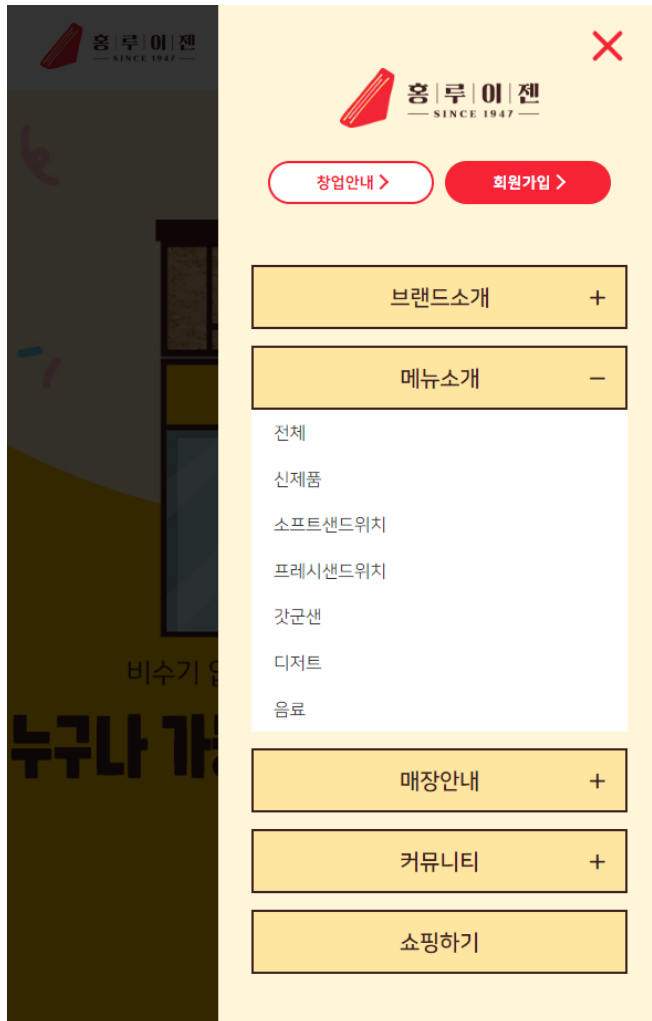 홍루이젠
SINCE 1947
홍루이젠
SINCE 1947
창업안내 >
회원가입 >
브랜드소개 +
메뉴소개 −
전체
신제품
소프트샌드위치
프레시샌드위치
갓군샌
디저트
음료
비수기
누구나
매장안내 +
커뮤니티 +
쇼핑하기